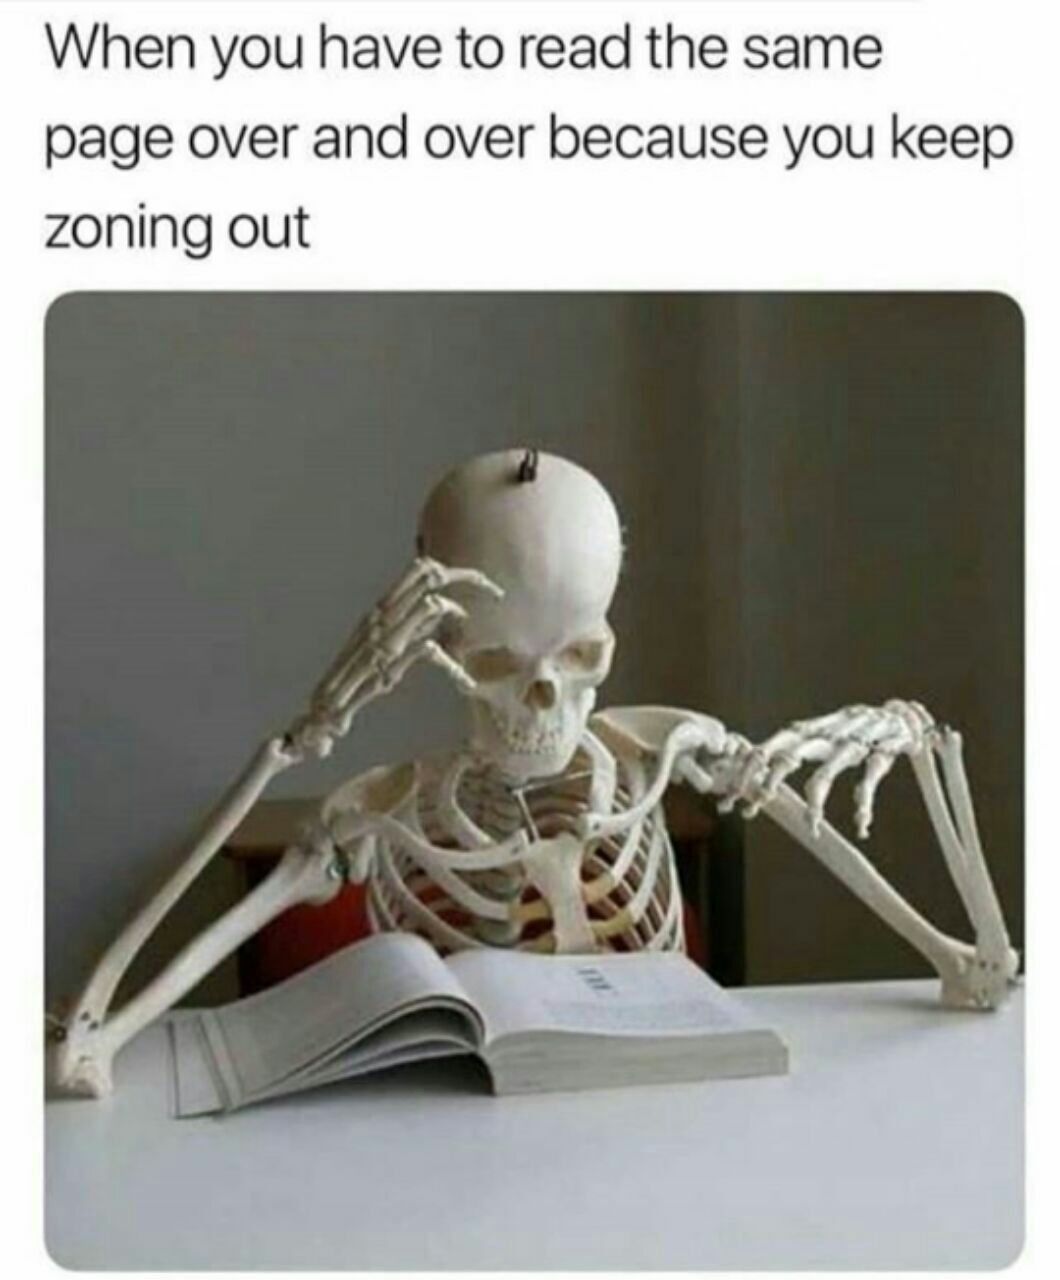 When you have to read the same
page over and over because you keep
zoning out